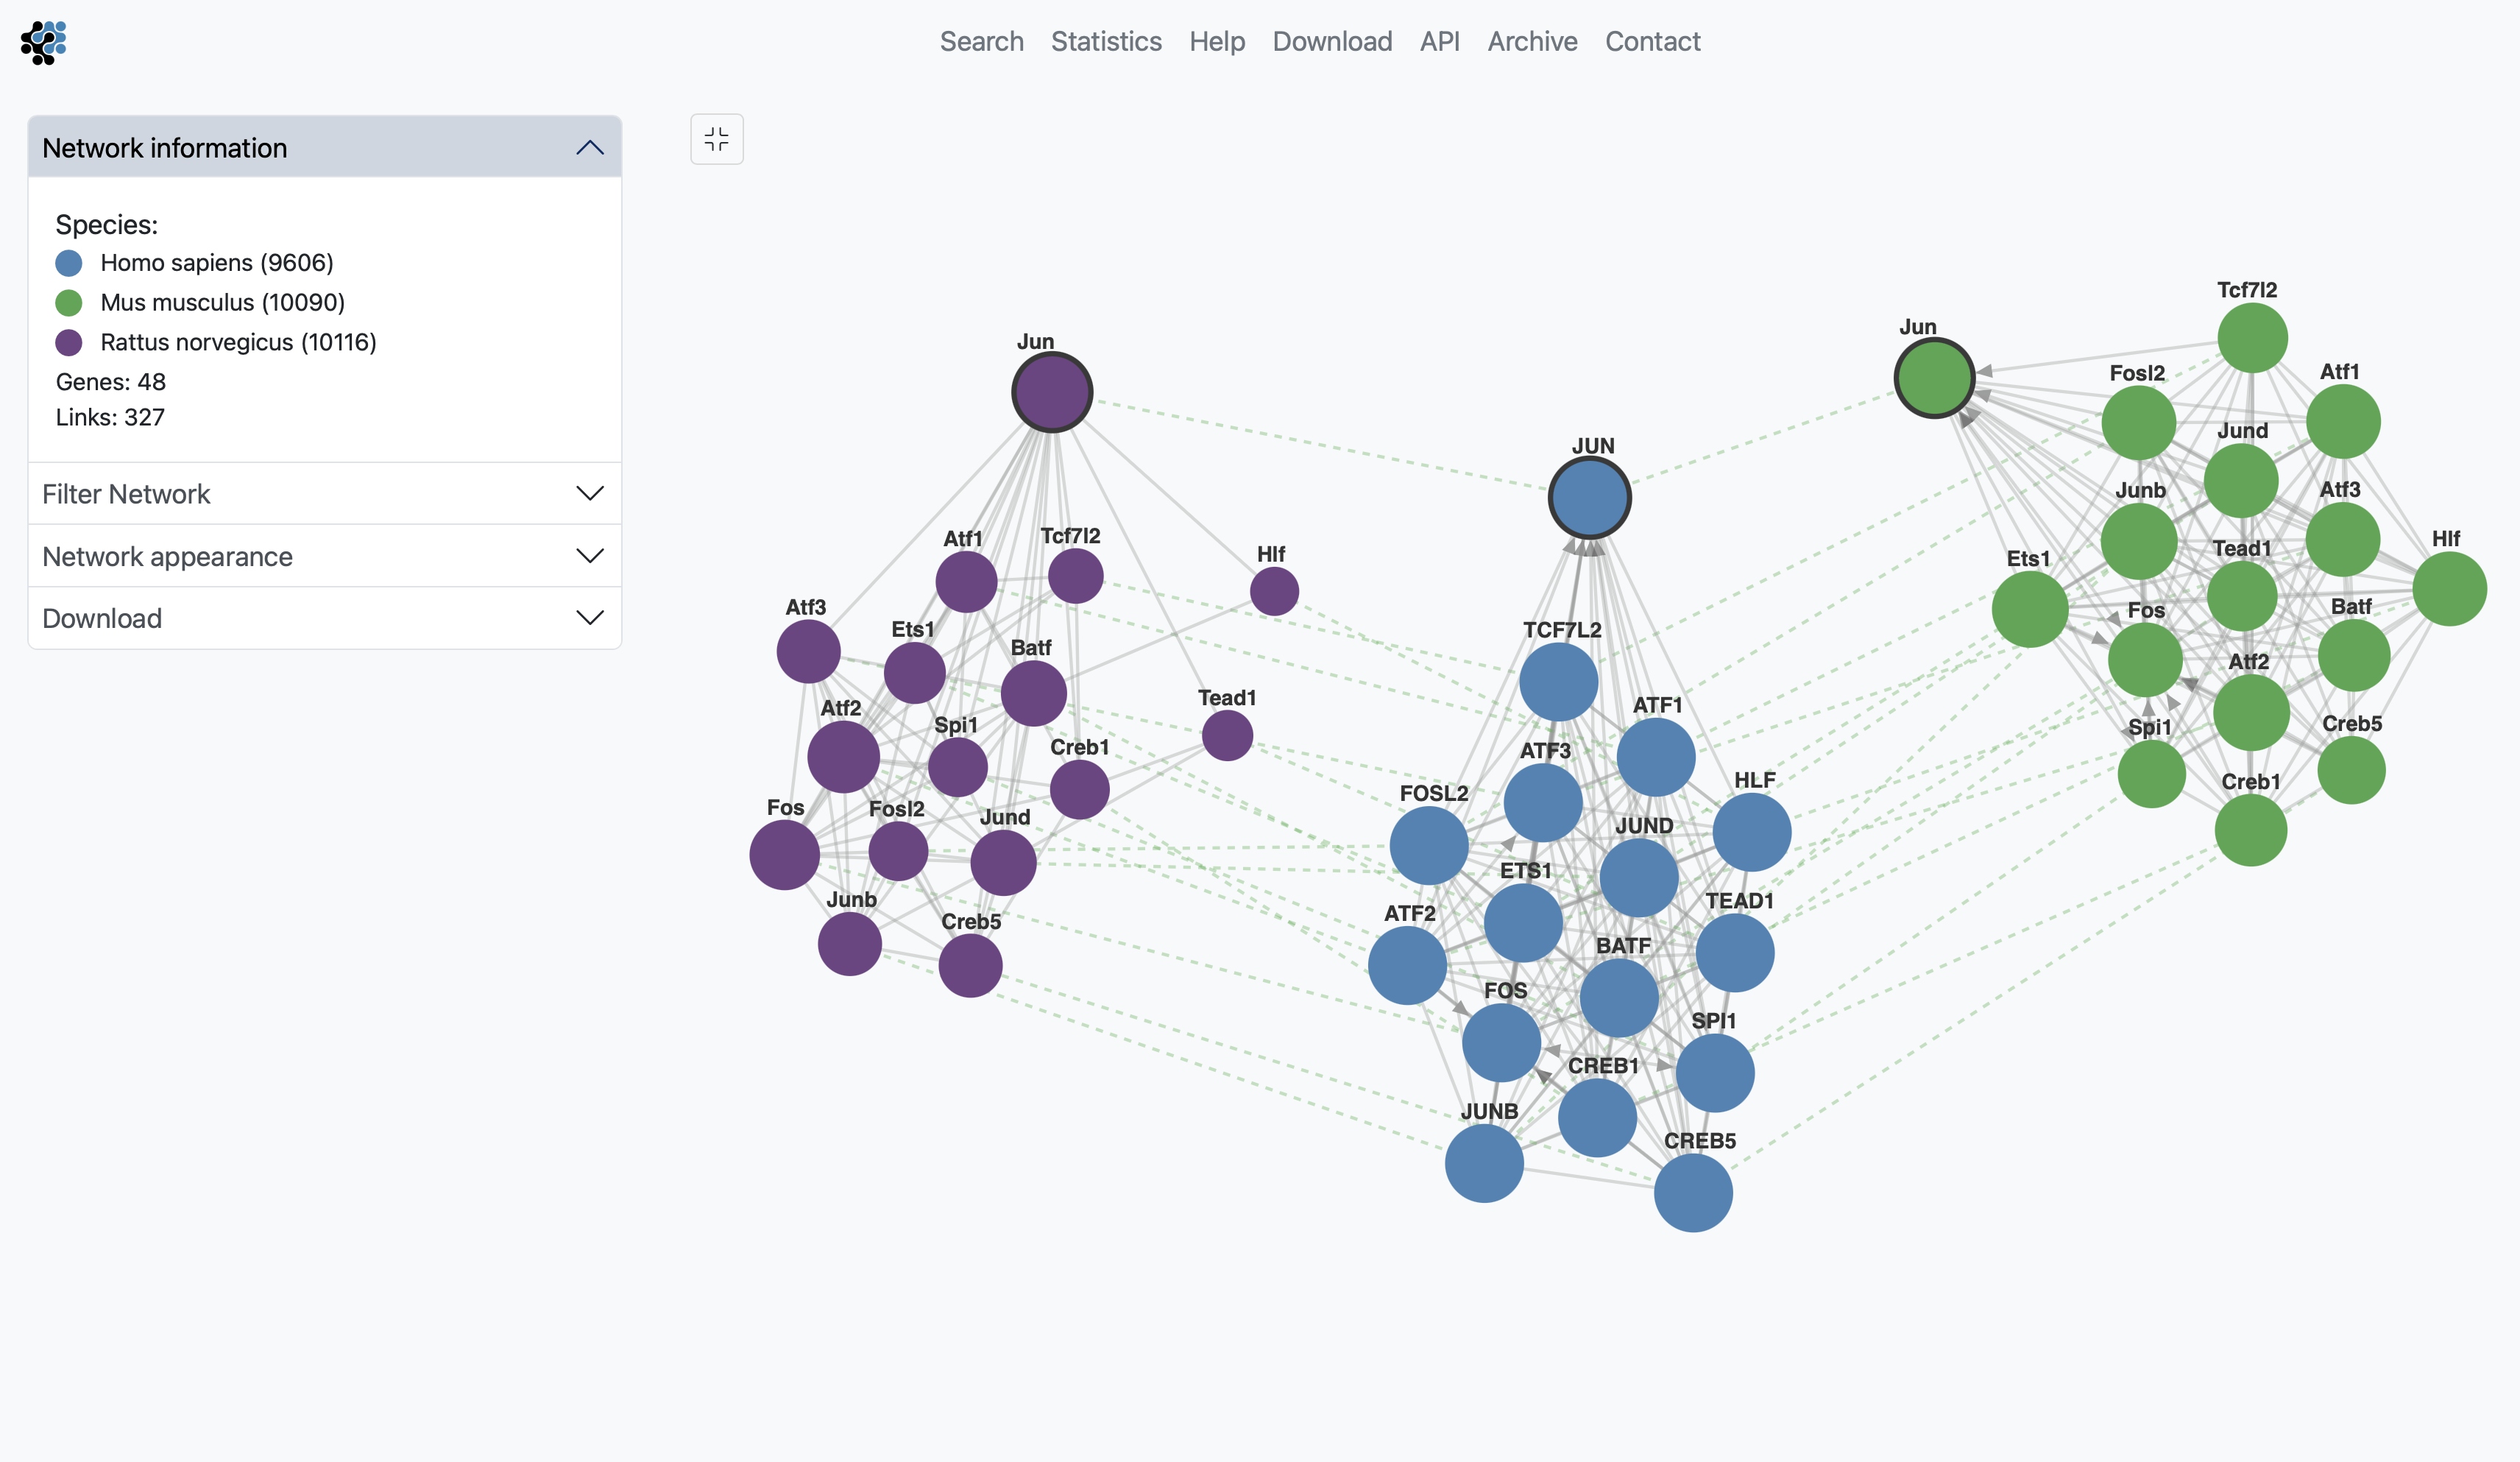 Search Statistics Help Download API Archive Contact
Network information
Species:
Homo sapiens (9606)
Mus musculus (10090)
Rattus norvegicus (10116)
Genes: 48
Links: 327
Filter Network
Network appearance
Download
Jun
Atf1
Tcf7l2
Hlf
Atf3
Ets1
Batf
Atf2
Spi1
Tead1
Creb1
Fos
Fosl2
Jund
Junb
Creb5
JUN
TCF7L2
ATF1
ATF3
HLF
FOSL2
JUND
ETS1
TEAD1
ATF2
BATF
FOS
SPI1
CREB1
JUNB
CREB5
Tcf7l2
Jun
Fosl2
Atf1
Jund
Junb
Atf3
Hlf
Tead1
Ets1
Fos
Batf
Atf2
Spi1
Creb5
Creb1